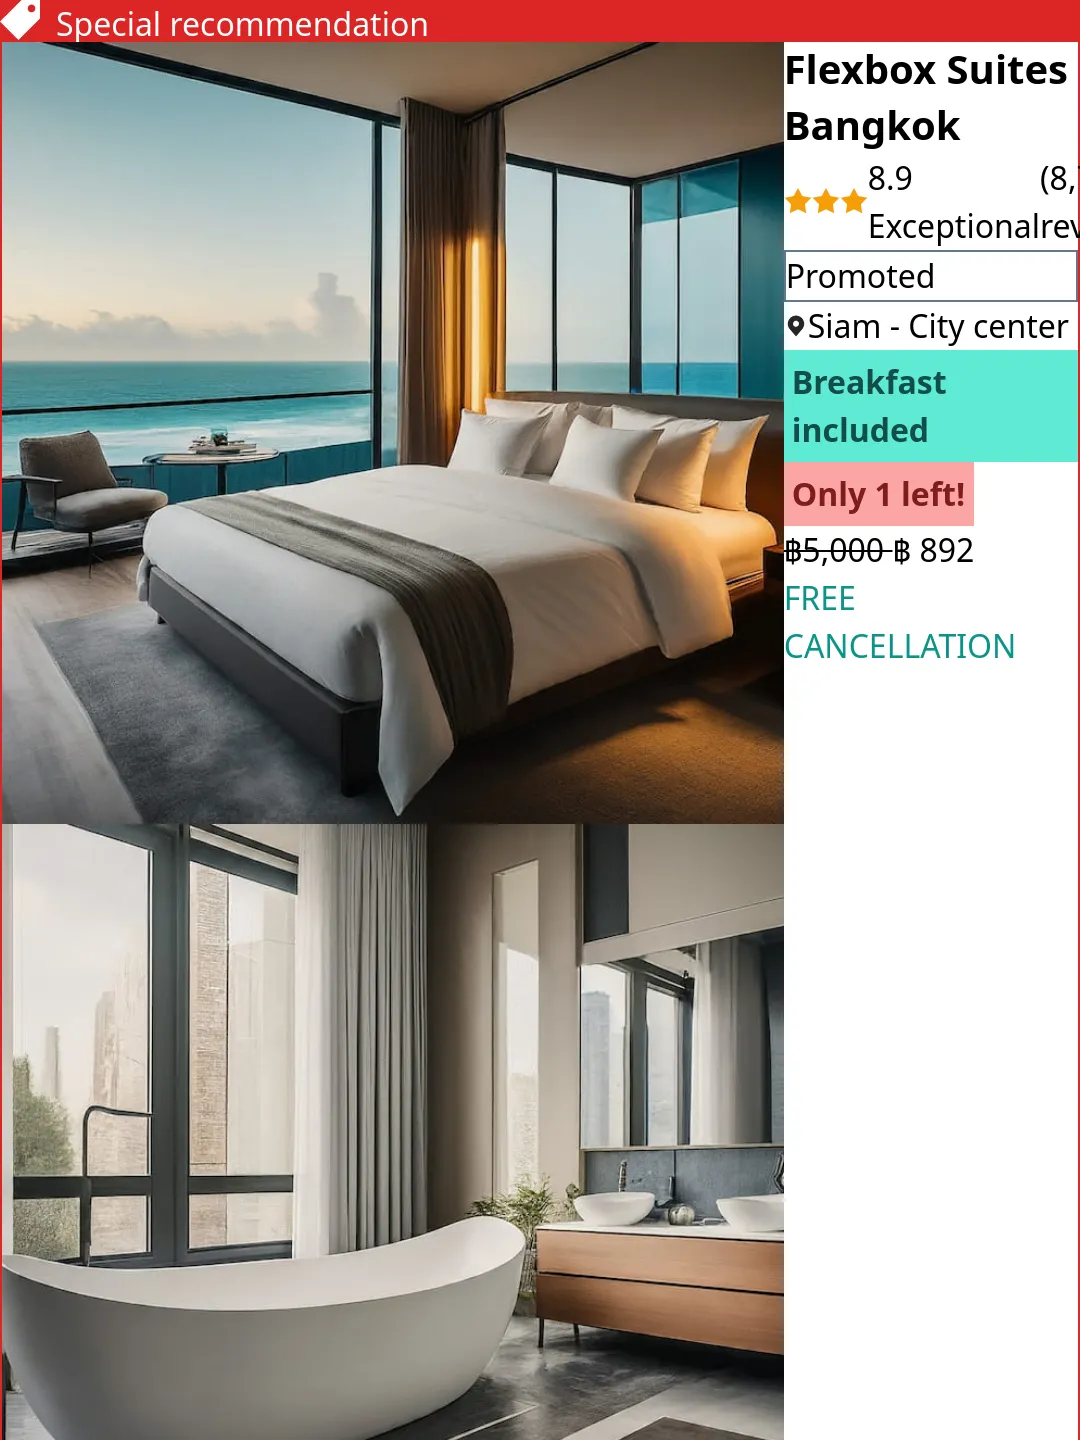 Special recommendation
Flexbox Suites
Bangkok
8.9
Exceptional
(8,
Promoted
Siam - City center
Breakfast
included
Only 1 left!
฿5,000 ฿ 892
FREE
CANCELLATION